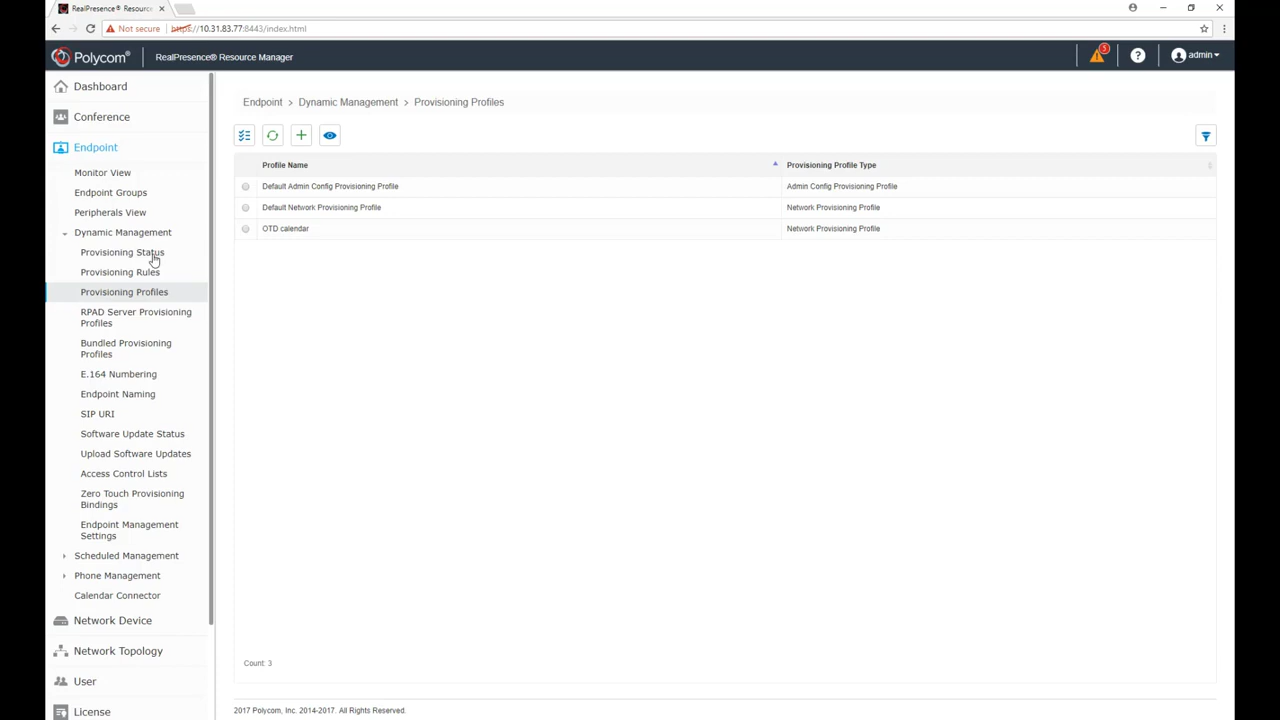 RealPresence® Resource
Not secure
https://10.31.83.77:8443/index.html
Polycom®
RealPresence® Resource Manager
5
?
admin
Dashboard
Conference
Endpoint
Monitor View
Endpoint Groups
Peripherals View
Dynamic Management
Provisioning Status
Provisioning Rules
Provisioning Profiles
RPAD Server Provisioning
Profiles
Bundled Provisioning
Profiles
E.164 Numbering
Endpoint Naming
SIP URI
Software Update Status
Upload Software Updates
Access Control Lists
Zero Touch Provisioning
Bindings
Endpoint Management
Settings
Scheduled Management
Phone Management
Calendar Connector
Network Device
Network Topology
User
License
Endpoint > Dynamic Management > Provisioning Profiles
Profile Name Provisioning Profile Type
Default Admin Config Provisioning Profile Admin Config Provisioning Profile
Default Network Provisioning Profile Network Provisioning Profile
OTD calendar Network Provisioning Profile
Count: 3
2017 Polycom, Inc. 2014-2017. All Rights Reserved.